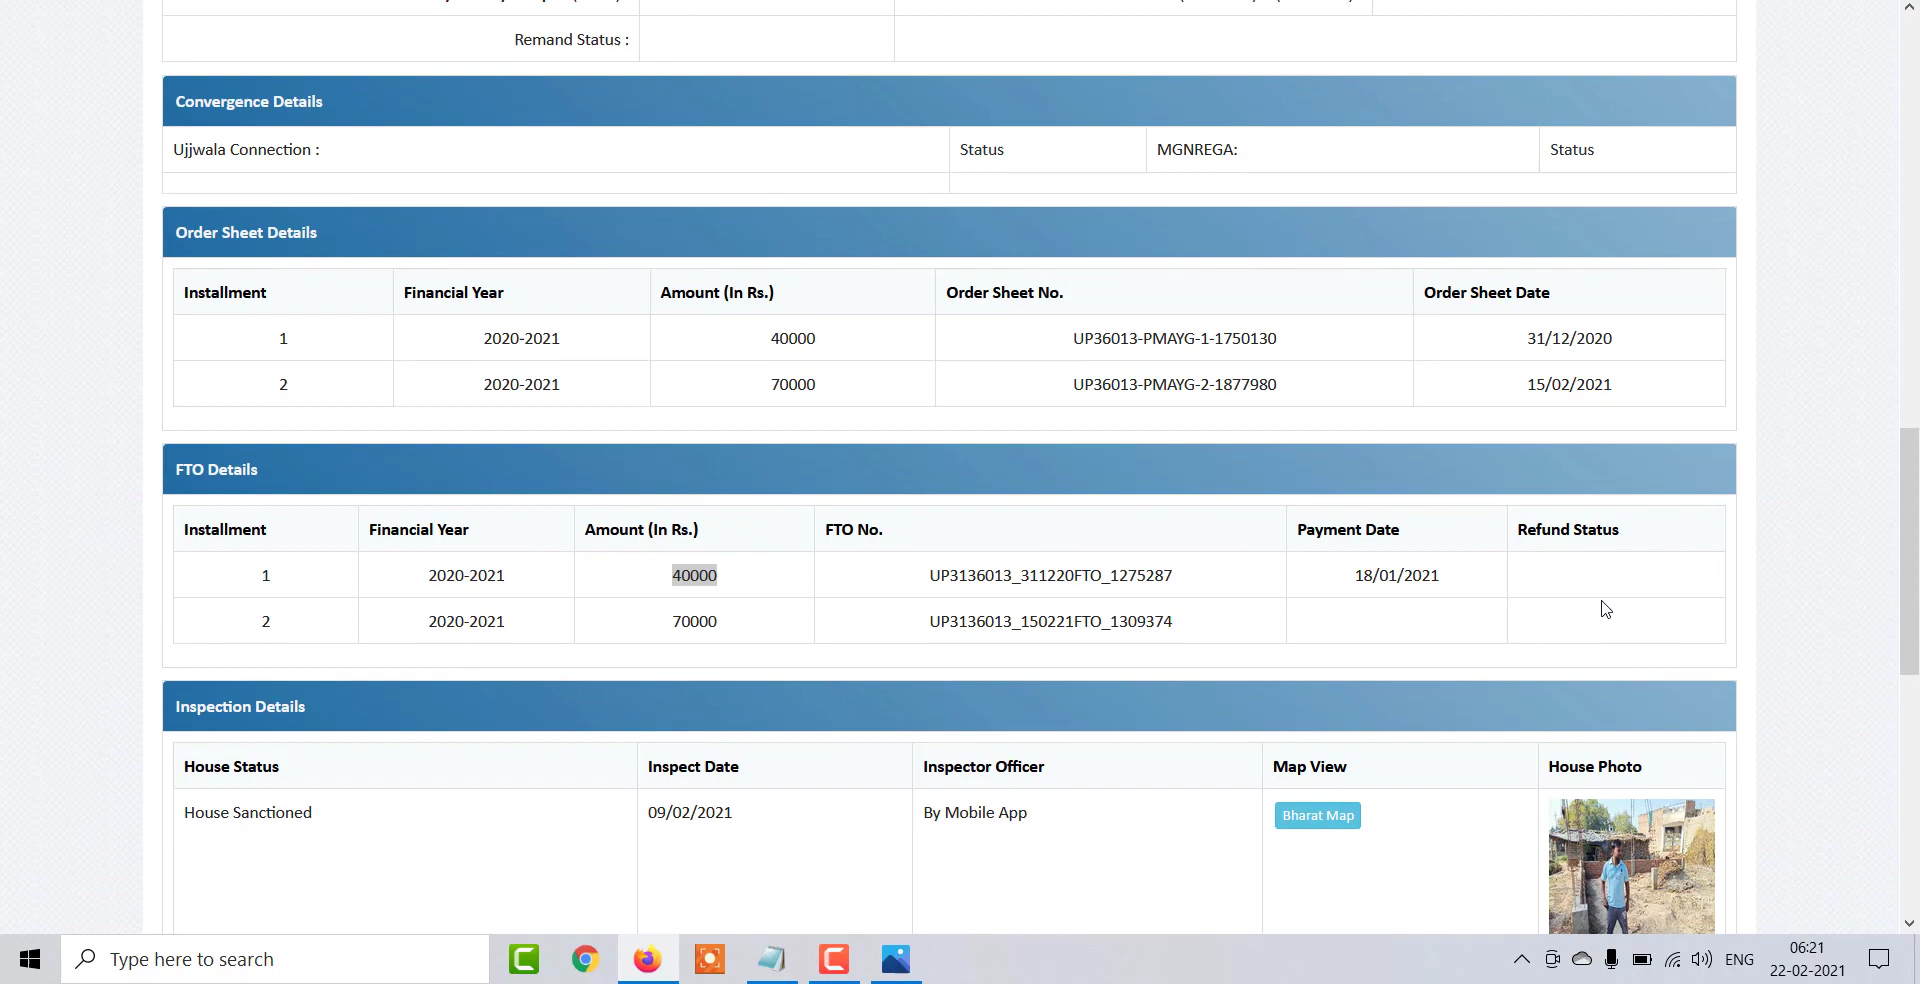 Remand Status :
Convergence Details
Ujjwala Connection : Status MGNREGA: Status
Order Sheet Details
Installment Financial Year Amount (In Rs.) Order Sheet No. Order Sheet Date
1 2020-2021 40000 UP36013-PMAYG-1-1750130 31/12/2020
2 2020-2021 70000 UP36013-PMAYG-2-1877980 15/02/2021
FTO Details
Installment Financial Year Amount (In Rs.) FTO No. Payment Date Refund Status
1 2020-2021 40000 UP3136013_311220FTO_1275287 18/01/2021
2 2020-2021 70000 UP3136013_150221FTO_1309374
Inspection Details
House Status Inspect Date Inspector Officer Map View House Photo
House Sanctioned 09/02/2021 By Mobile App Bharat Map
Type here to search ENG 06:21
22-02-2021